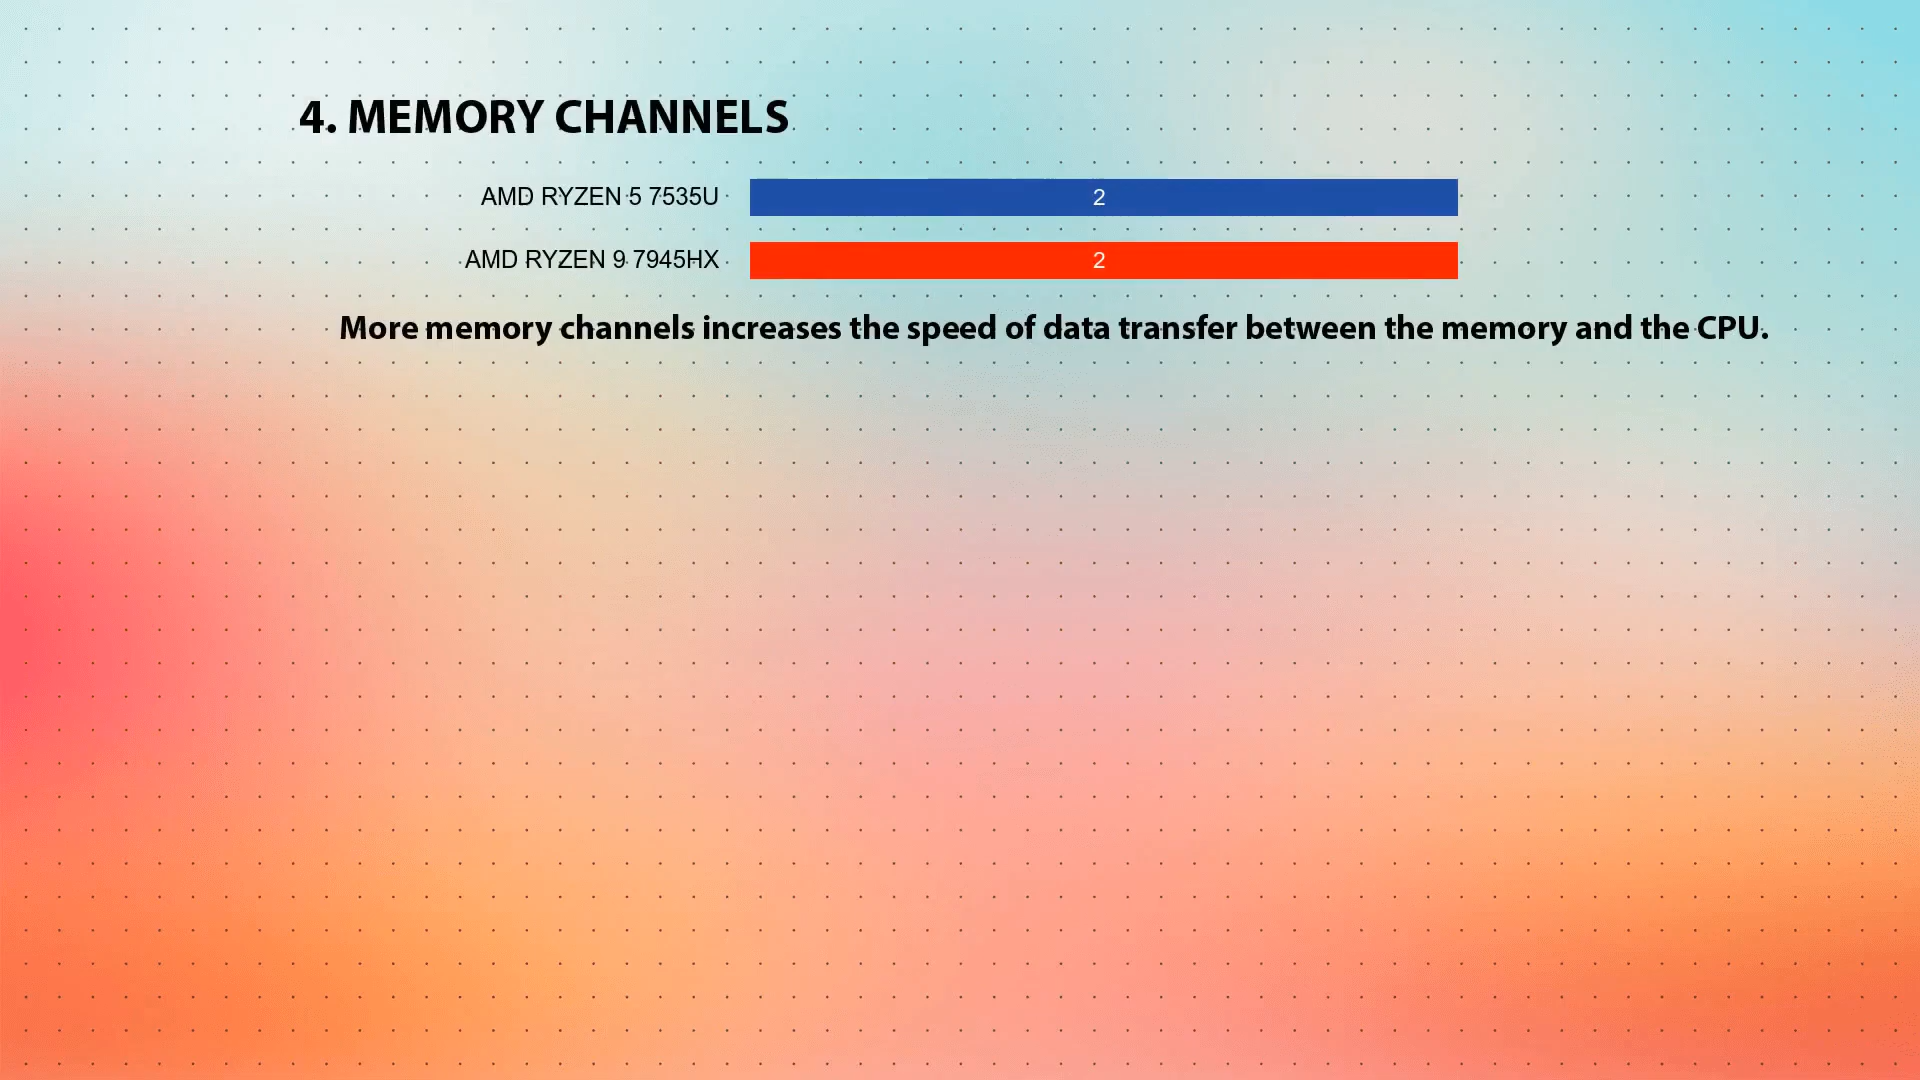 4. MEMORY CHANNELS
AMD RYZEN 5 7535U 2
AMD RYZEN 9 7945HX 2
More memory channels increases the speed of data transfer between the memory and the CPU.